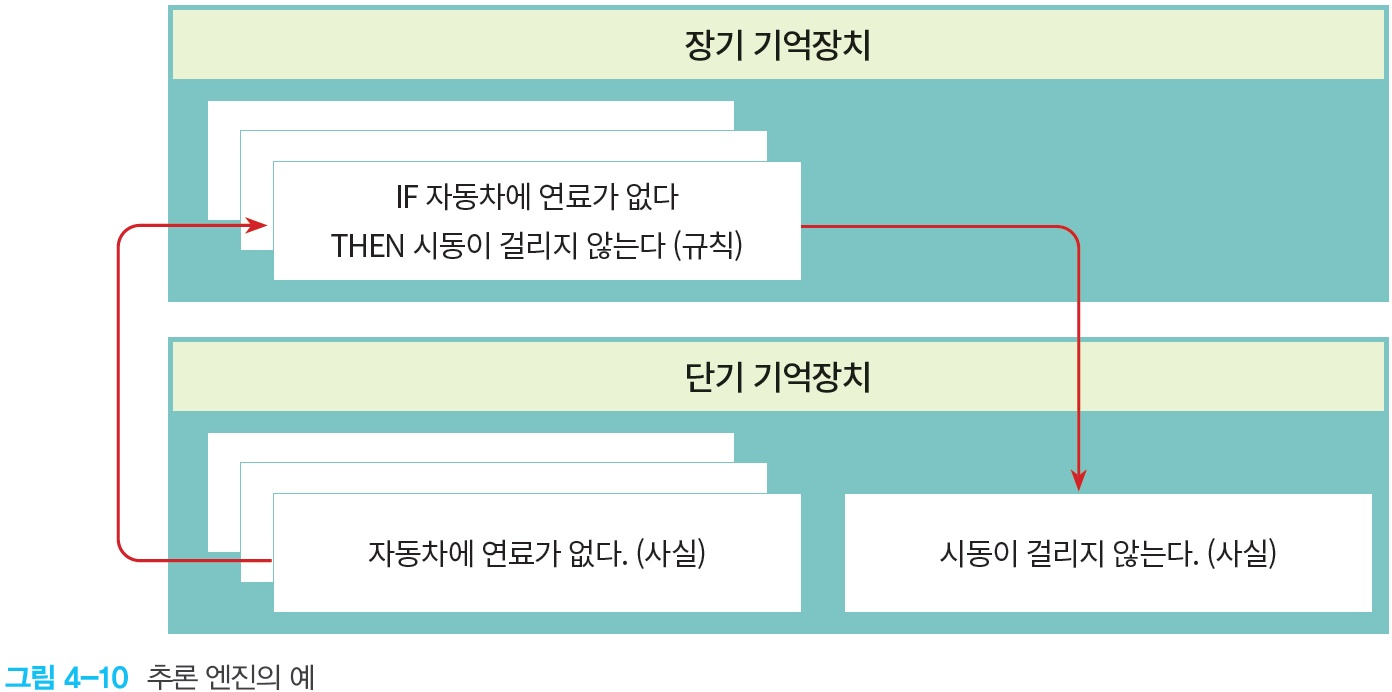 장기 기억장치
IF 자동차에 연료가 없다
THEN 시동이 걸리지 않는다 (규칙)
단기 기억장치
자동차에 연료가 없다. (사실)
시동이 걸리지 않는다. (사실)
그림 4-10 추론 엔진의 예